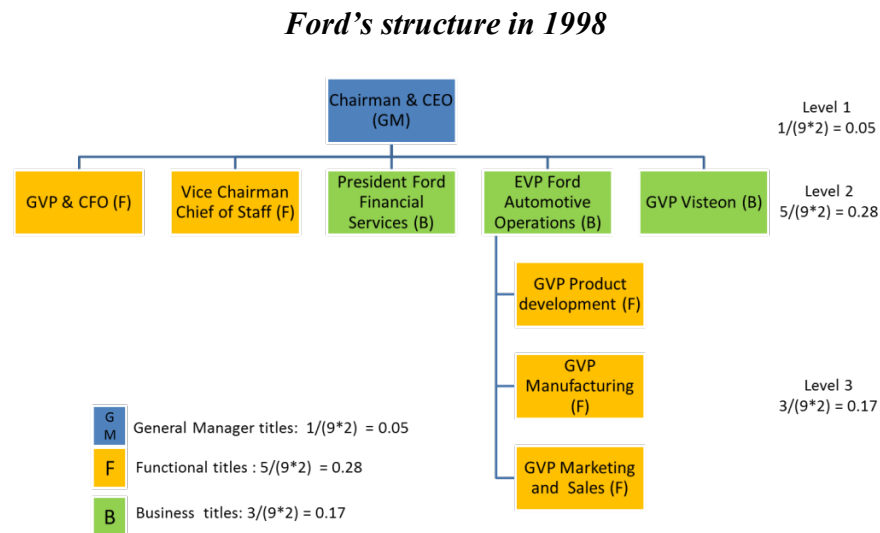 Ford’s structure in 1998
Chairman & CEO
(GM)
Level 1
1/(9*2) = 0.05
GVP & CFO (F)
Vice Chairman
Chief of Staff (F)
President Ford
Financial
Services (B)
EVP Ford
Automotive
Operations (B)
GVP Visteon (B)
Level 2
5/(9*2) = 0.28
GVP Product
development (F)
GVP
Manufacturing
(F)
Level 3
3/(9*2) = 0.17
GVP Marketing
and Sales (F)
G
M
General Manager titles: 1/(9*2) = 0.05
F
Functional titles : 5/(9*2) = 0.28
B
Business titles: 3/(9*2) = 0.17